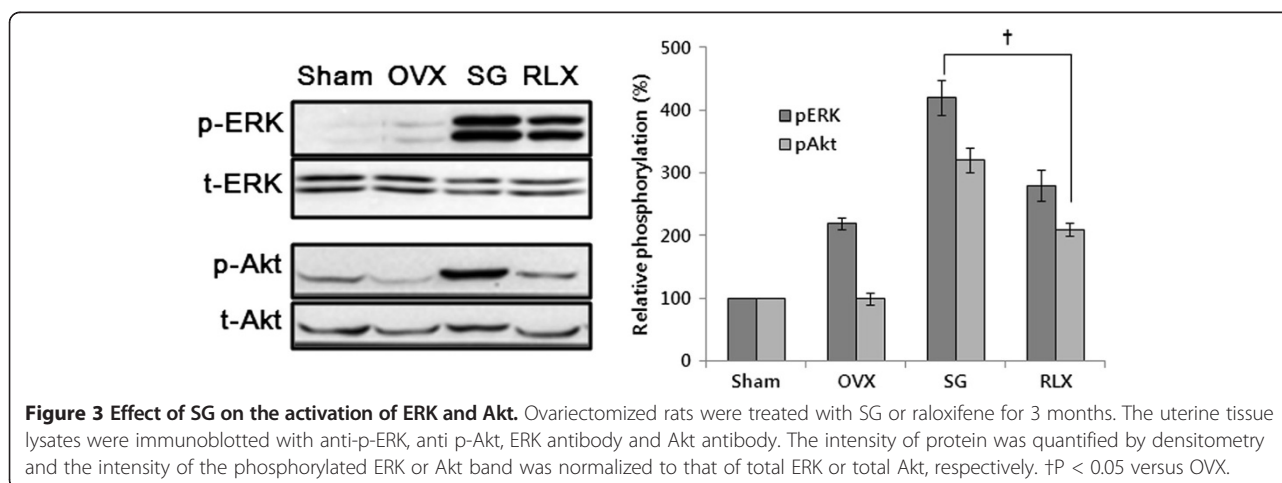 Sham OVX SG RLX
p-ERK
t-ERK
p-Akt
t-Akt
Relative phosphorylation (%)
500
400
300
200
100
0
pERK
pAkt
†
Sham OVX SG RLX
Figure 3 Effect of SG on the activation of ERK and Akt. Ovariectomized rats were treated with SG or raloxifene for 3 months. The uterine tissue
lysates were immunoblotted with anti-p-ERK, anti p-Akt, ERK antibody and Akt antibody. The intensity of protein was quantified by densitometry
and the intensity of the phosphorylated ERK or Akt band was normalized to that of total ERK or total Akt, respectively. †P < 0.05 versus OVX.